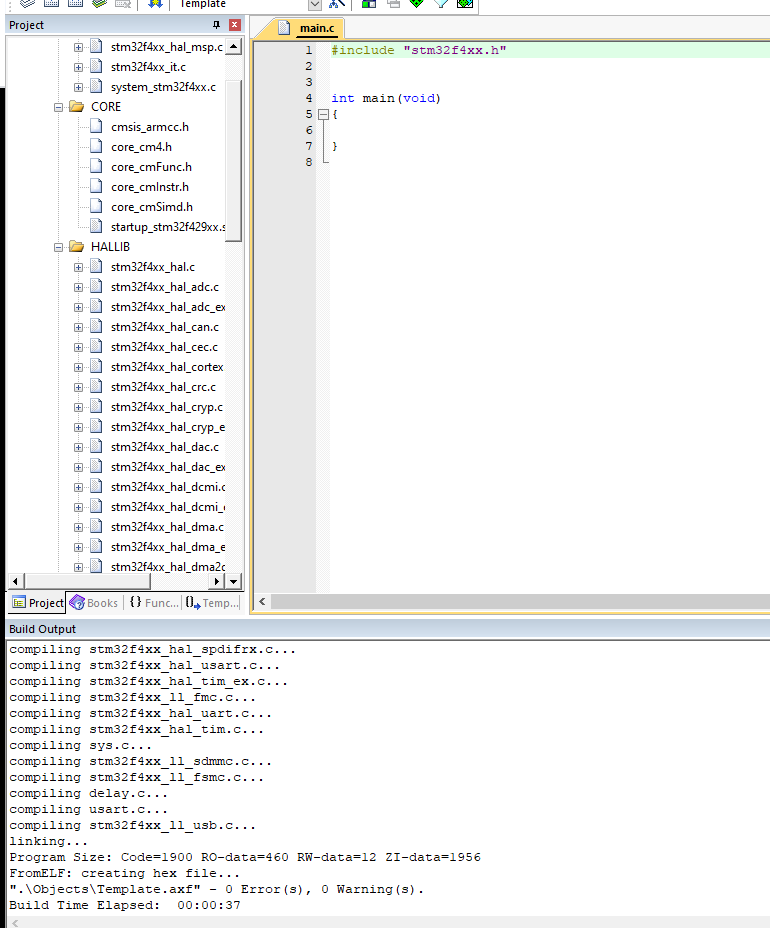 Template
Project
stm32f4xx_hal_msp.c
stm32f4xx_it.c
system_stm32f4xx.c
CORE
cmsis_armcc.h
core_cm4.h
core_cmFunc.h
core_cmInstr.h
core_cmSimd.h
startup_stm32f429xx.s
HALLIB
stm32f4xx_hal.c
stm32f4xx_hal_adc.c
stm32f4xx_hal_adc_ex
stm32f4xx_hal_can.c
stm32f4xx_hal_cec.c
stm32f4xx_hal_cortex
stm32f4xx_hal_crc.c
stm32f4xx_hal_cryp.c
stm32f4xx_hal_cryp_e
stm32f4xx_hal_dac.c
stm32f4xx_hal_dac_ex
stm32f4xx_hal_dcmi.c
stm32f4xx_hal_dcmi_
stm32f4xx_hal_dma.c
stm32f4xx_hal_dma_e
stm32f4xx_hal_dma2d
Project Books {} Func... 0 Temp...
main.c
1 #include "stm32f4xx.h"
2
3
4 int main(void)
5 {
6
7 }
8
Build Output
compiling stm32f4xx_hal_spdifrx.c...
compiling stm32f4xx_hal_usart.c...
compiling stm32f4xx_hal_tim_ex.c...
compiling stm32f4xx_ll_fmc.c...
compiling stm32f4xx_hal_uart.c...
compiling stm32f4xx_hal_tim.c...
compiling sys.c...
compiling stm32f4xx_ll_sdmmc.c...
compiling stm32f4xx_ll_fsmc.c...
compiling delay.c...
compiling usart.c...
compiling stm32f4xx_ll_usb.c...
linking...
Program Size: Code=1900 RO-data=460 RW-data=12 ZI-data=1956
FromELF: creating hex file...
".\Objects\Template.axf" - 0 Error(s), 0 Warning(s).
Build Time Elapsed:  00:00:37